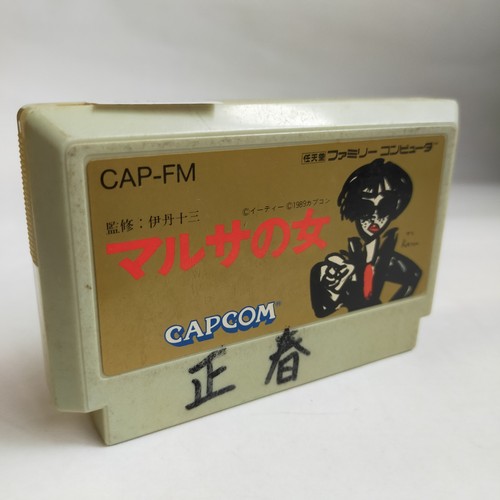 任天堂 ファミリーコンピュータ
CAP-FM
監修：伊丹十三
©イーディー ©1989カプコン
マルサの女
CAPCOM
正春